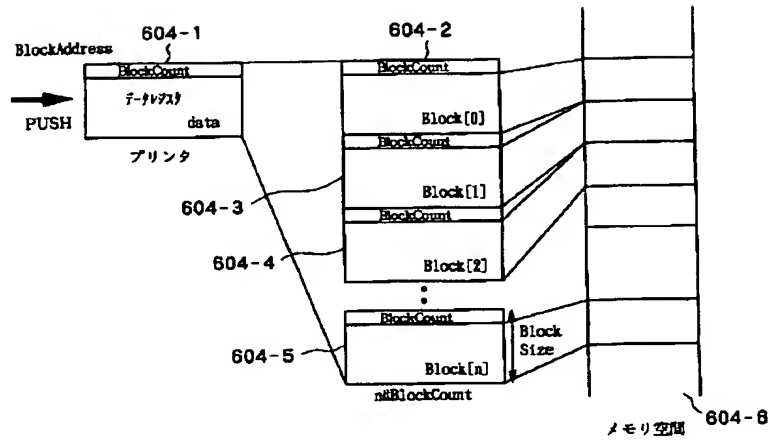 BlockAddress
604-1
BlockCount
データレジスタ
data
PUSH
プリンタ
604-2
BlockCount
Block[0]
BlockCount
Block[1]
604-3
BlockCount
604-4
Block[2]
BlockCount
Block
Size
604-5
Block[n]
n≤BlockCount
604-6
メモリ空間